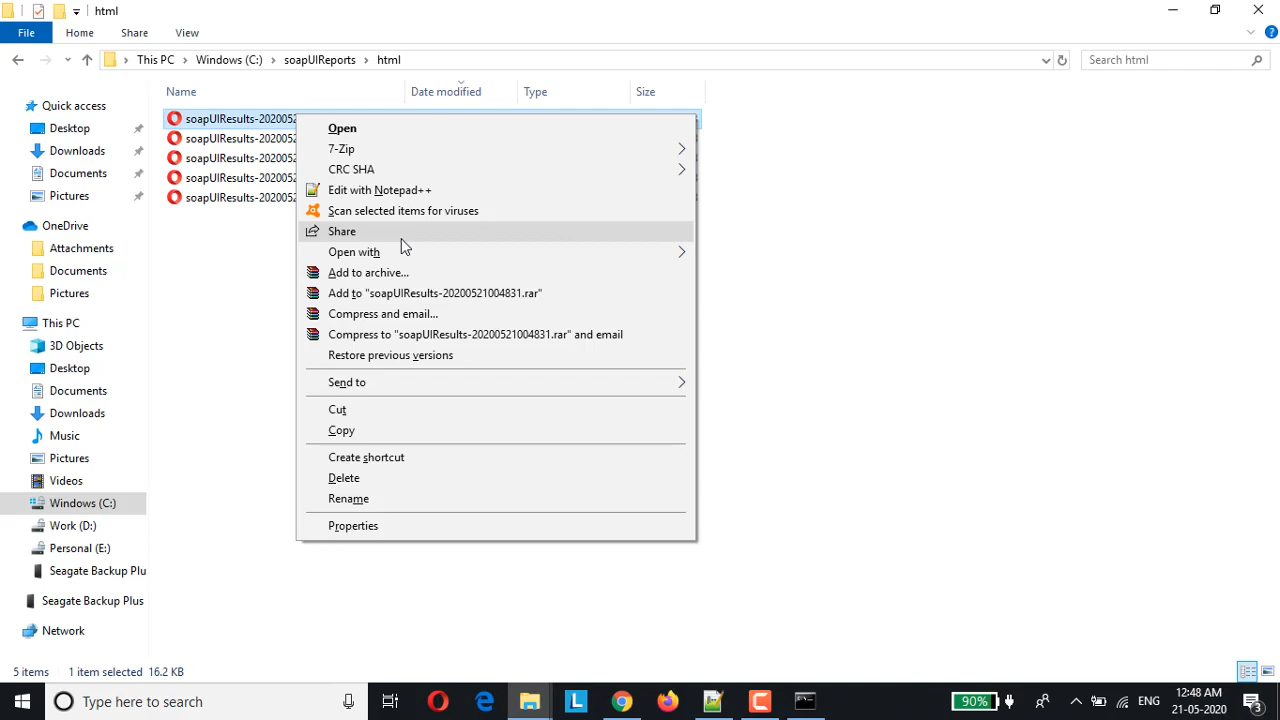 html
File
Home
Share
View
This PC
Windows (C:)
soapUIReports
html
Search html
Name
Date modified
Type
Size
Quick access
Desktop
Downloads
Documents
Pictures
OneDrive
Attachments
Documents
Pictures
This PC
3D Objects
Desktop
Documents
Downloads
Music
Pictures
Videos
Windows (C:)
Work (D:)
Personal (E:)
Seagate Backup Plu
Seagate Backup Plus
Network
soapUIResults-202005
soapUIResults-202005
soapUIResults-202005
soapUIResults-202005
soapUIResults-202005
Open
7-Zip
CRC SHA
Edit with Notepad++
Scan selected items for viruses
Share
Open with
Add to archive...
Add to "soapUIResults-20200521004831.rar"
Compress and email...
Compress to "soapUIResults-20200521004831.rar" and email
Restore previous versions
Send to
Cut
Copy
Create shortcut
Delete
Rename
Properties
5 items
1 item selected 16.2 KB
Type here to search
90%
ENG
12:48 AM
21-05-2020
3